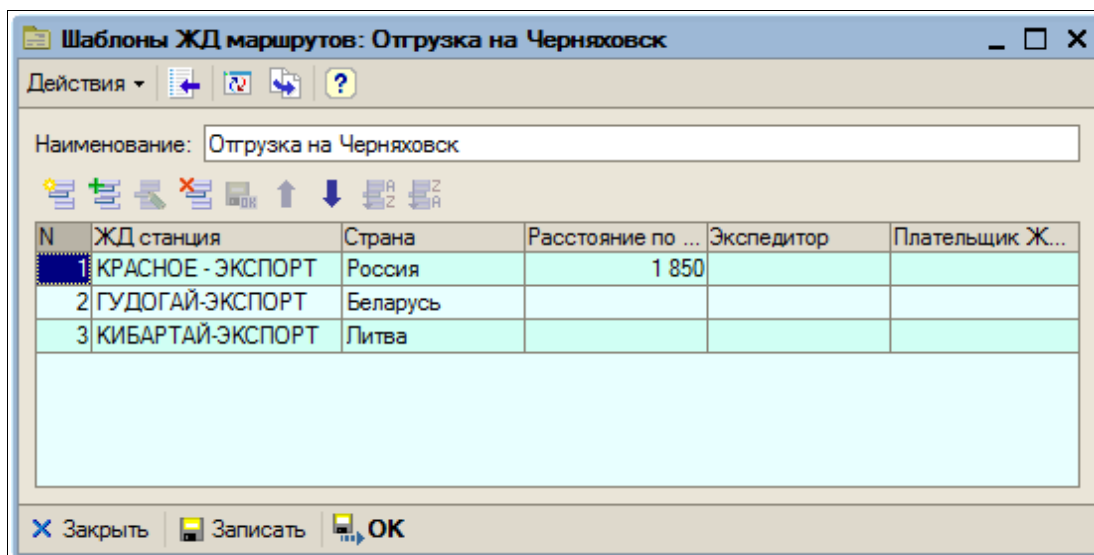 Шаблоны ЖД маршрутов: Отгрузка на Черняховск
Действия
Наименование: Отгрузка на Черняховск
N ЖД станция Страна Расстояние по ... Экспедитор Плательщик Ж...
1 КРАСНОЕ - ЭКСПОРТ Россия 1 850
2 ГУДОГАЙ-ЭКСПОРТ Беларусь
3 КИБАРТАЙ-ЭКСПОРТ Литва
Закрыть Записать ОК